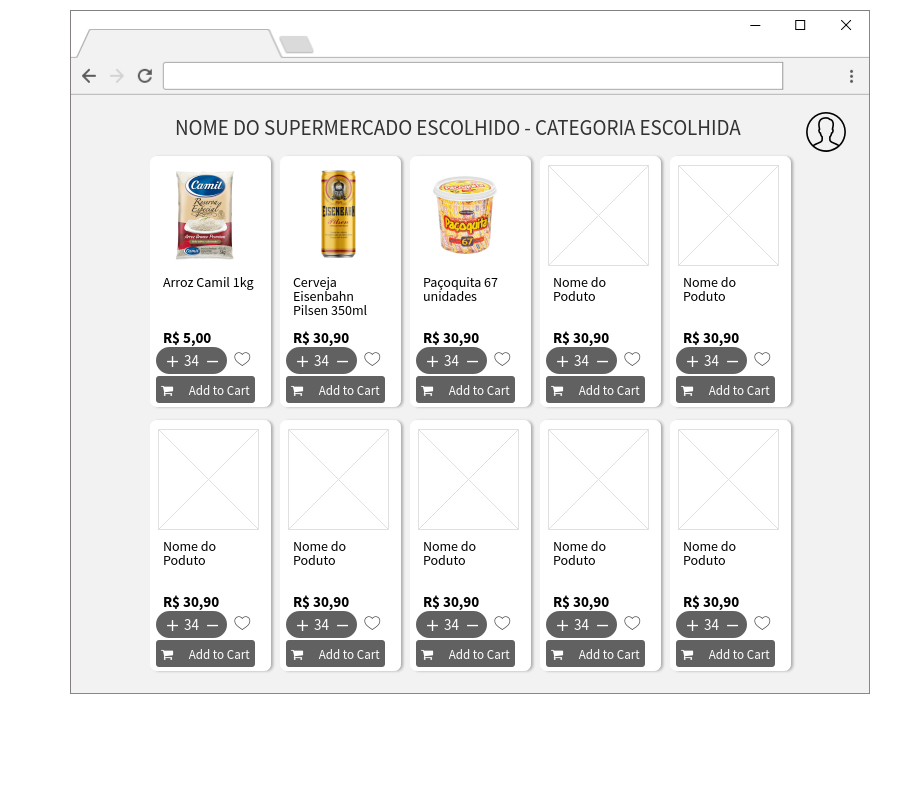 NOME DO SUPERMERCADO ESCOLHIDO - CATEGORIA ESCOLHIDA
Camil
Reserva
Especial
EISENBAHN
Pilsen
Paçoquita
Paçoquita
67
Arroz Camil 1kg
Cerveja
Eisenbahn
Pilsen 350ml
Paçoquita 67
unidades
Nome do
Poduto
Nome do
Poduto
R$ 5,00
R$ 30,90
R$ 30,90
R$ 30,90
R$ 30,90
+ 34 −
+ 34 −
+ 34 −
+ 34 −
+ 34 −
Add to Cart
Add to Cart
Add to Cart
Add to Cart
Add to Cart
Nome do
Poduto
Nome do
Poduto
Nome do
Poduto
Nome do
Poduto
Nome do
Poduto
R$ 30,90
R$ 30,90
R$ 30,90
R$ 30,90
R$ 30,90
+ 34 −
+ 34 −
+ 34 −
+ 34 −
+ 34 −
Add to Cart
Add to Cart
Add to Cart
Add to Cart
Add to Cart